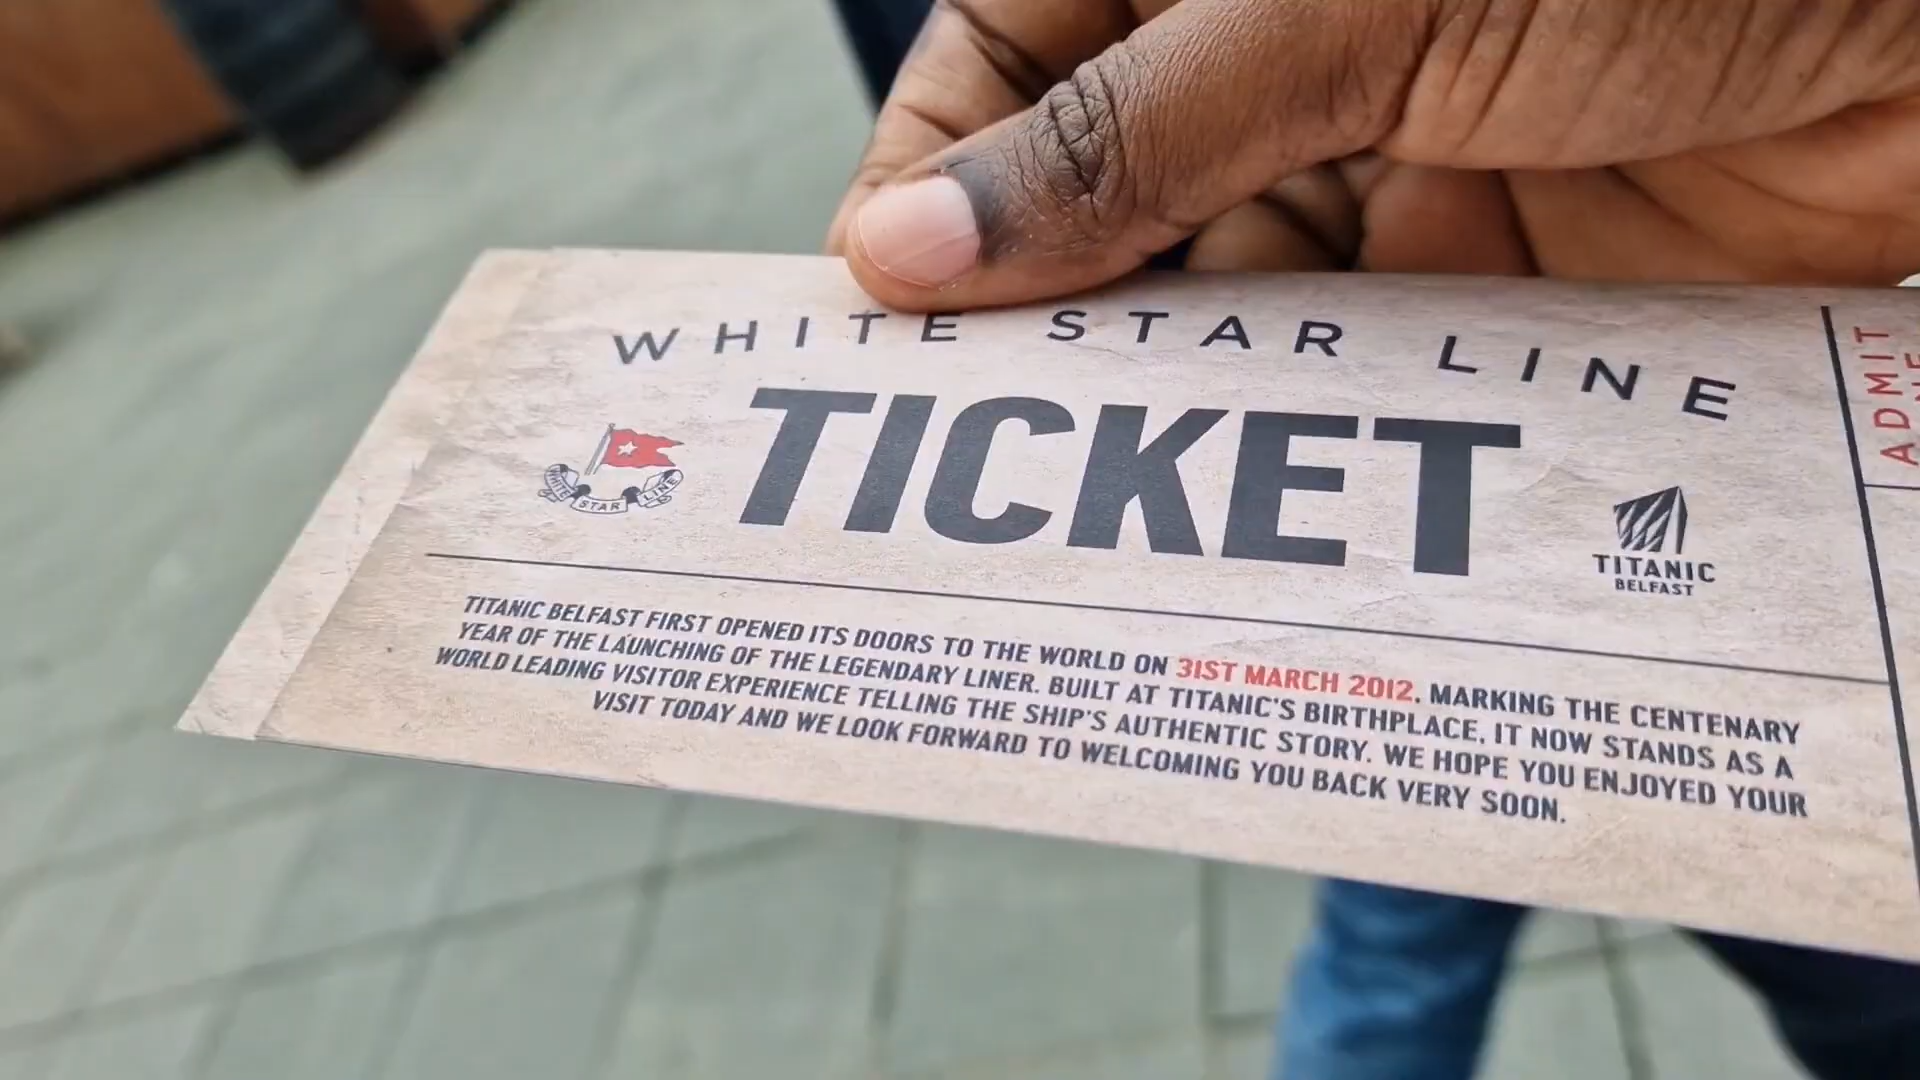 WHITE STAR LINE
TICKET
WHITE STAR LINE
TITANIC
BELFAST
TITANIC BELFAST FIRST OPENED ITS DOORS TO THE WORLD ON 31ST MARCH 2012. MARKING THE CENTENARY
YEAR OF THE LAUNCHING OF THE LEGENDARY LINER. BUILT AT TITANIC'S BIRTHPLACE, IT NOW STANDS AS A
WORLD LEADING VISITOR EXPERIENCE TELLING THE SHIP'S AUTHENTIC STORY. WE HOPE YOU ENJOYED YOUR
VISIT TODAY AND WE LOOK FORWARD TO WELCOMING YOU BACK VERY SOON.
ADMIT